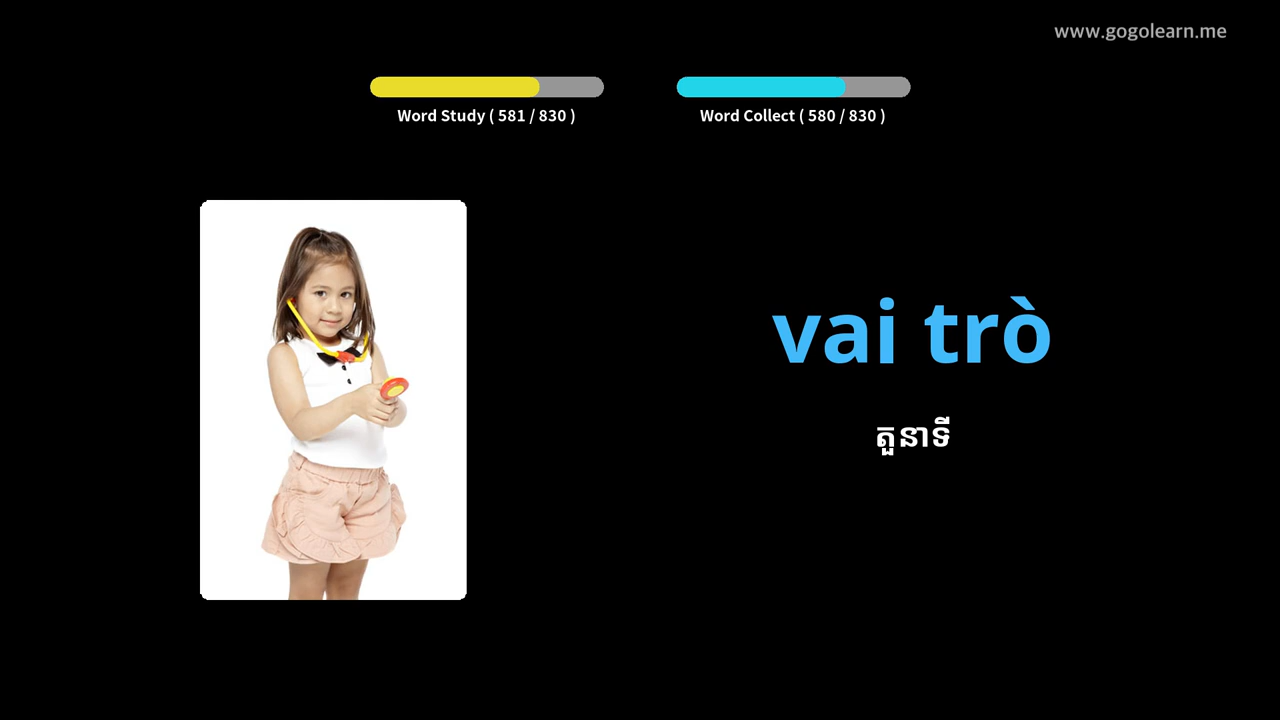 www.gogolearn.me
Word Study ( 581 / 830 )
Word Collect ( 580 / 830 )
vai trò
តួនាទី